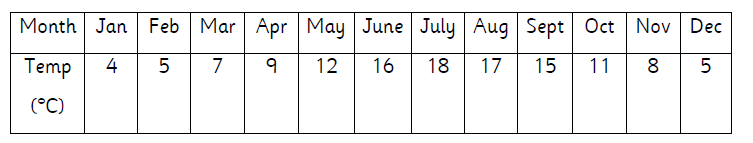 Month Jan Feb Mar Apr May June July Aug Sept Oct Nov Dec
Temp 4 5 7 9 12 16 18 17 15 11 8 5
(°C)